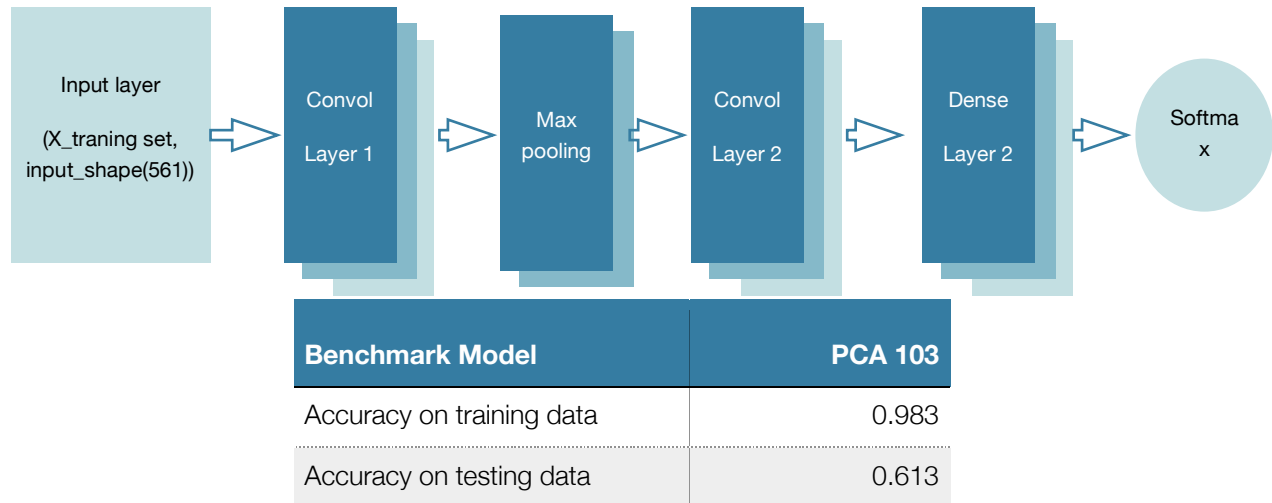 Input layer
(X_traning set,
input_shape(561))
Convol
Layer 1
Max
pooling
Convol
Layer 2
Dense
Layer 2
Softma
x
Benchmark Model PCA 103
Accuracy on training data 0.983
Accuracy on testing data 0.613